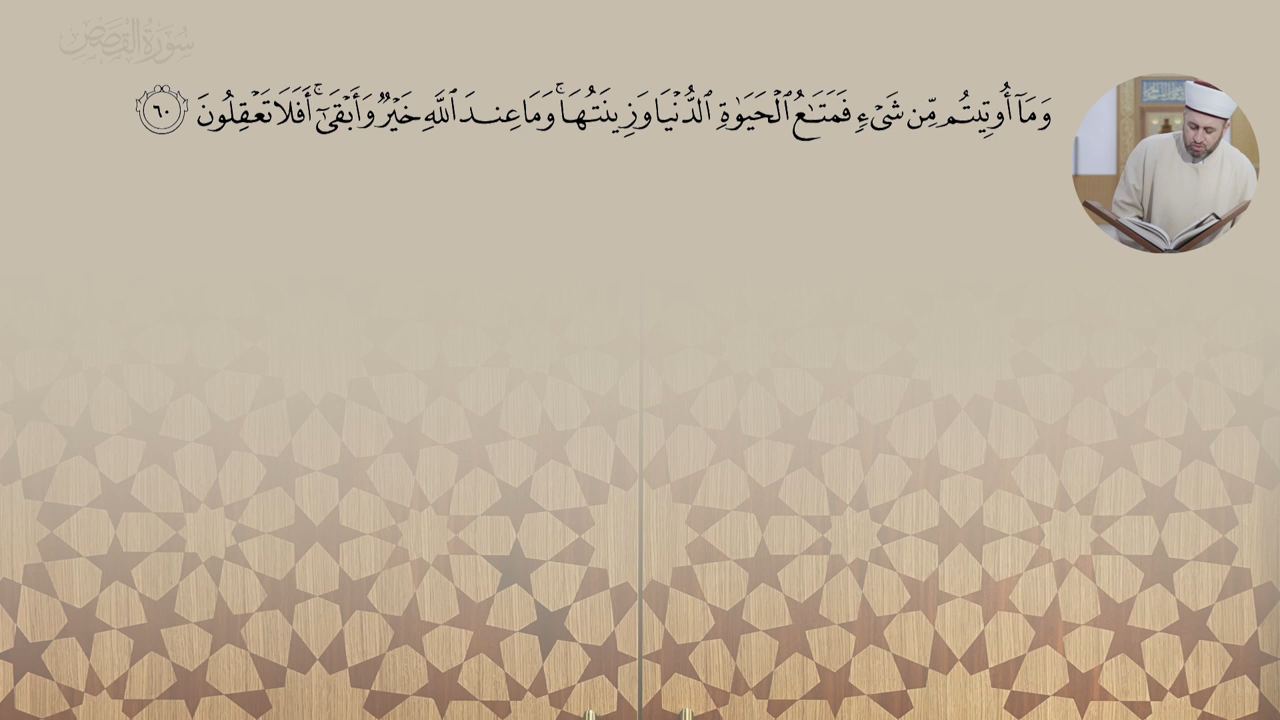 سُورَةُ القَصَصِ
وَمَآ أُوتِيتُم مِّن شَىْءٍ فَمَتَـٰعُ ٱلْحَيَوٰةِ ٱلدُّنْيَا وَزِينَتُهَا ۚ وَمَا عِندَ ٱللَّهِ خَيْرٌ وَأَبْقَىٰٓ ۚ أَفَلَا تَعْقِلُونَ ٦٠